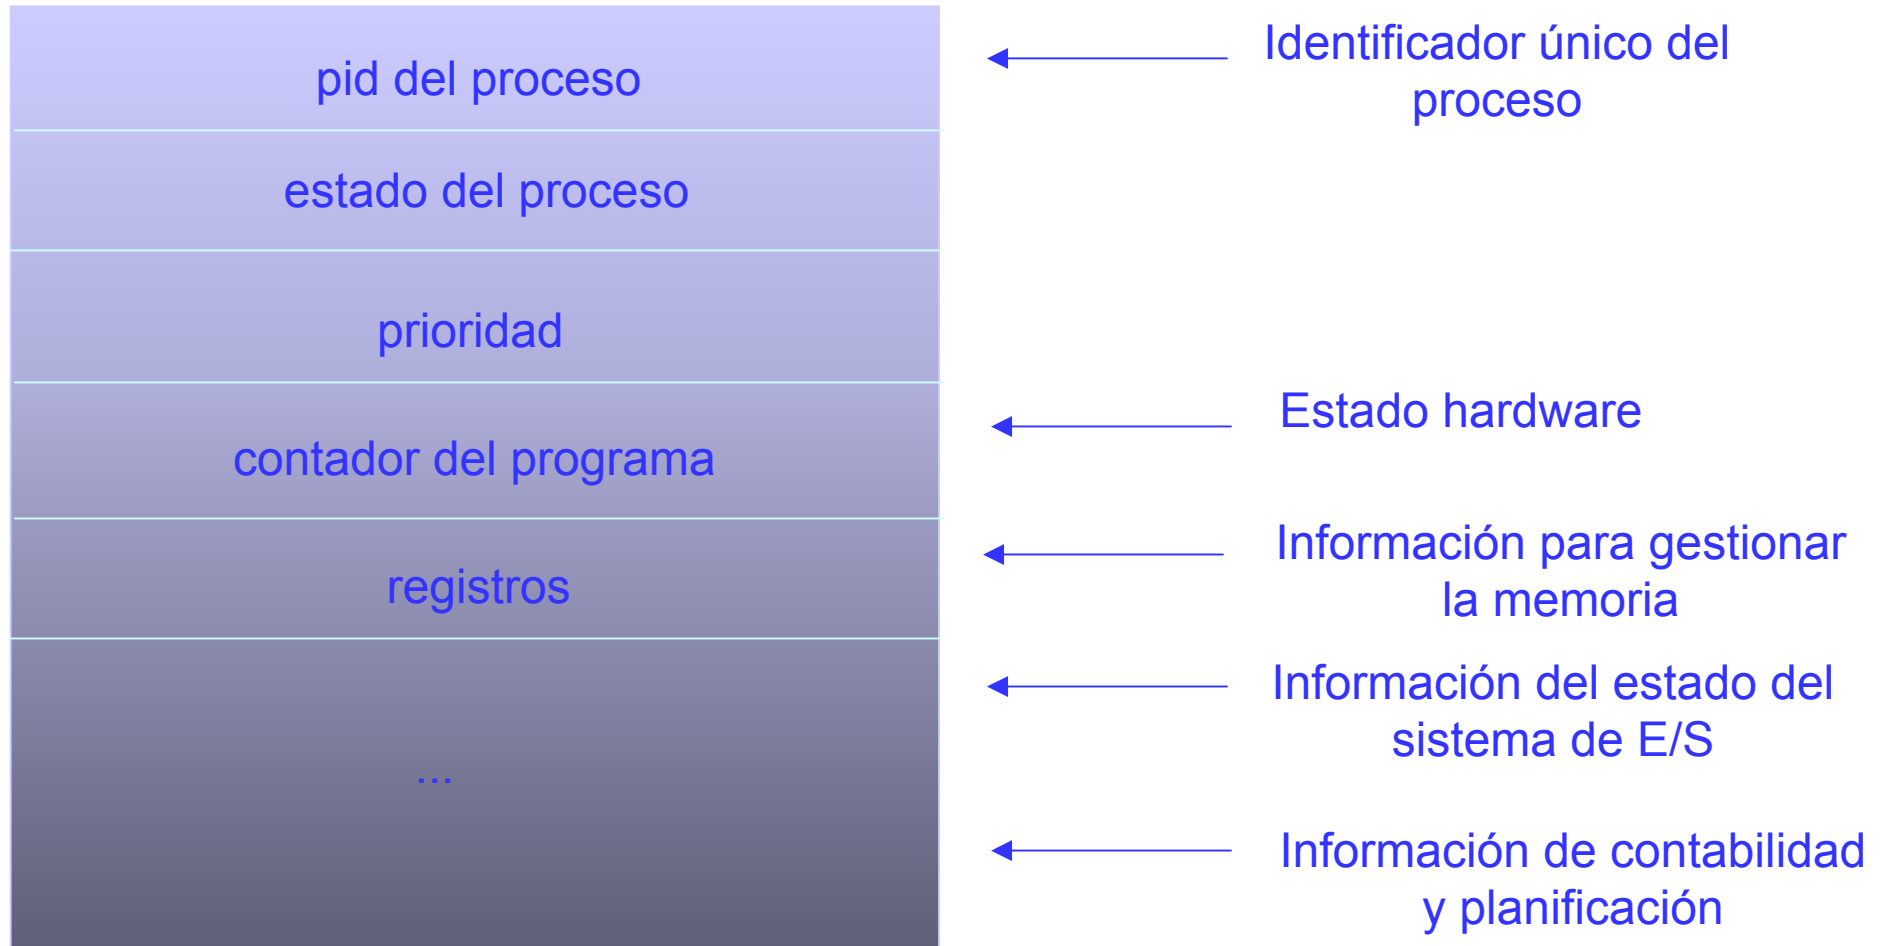 pid del proceso
estado del proceso
prioridad
contador del programa
registros
...
Identificador único del
proceso
Estado hardware
Información para gestionar
la memoria
Información del estado del
sistema de E/S
Información de contabilidad
y planificación